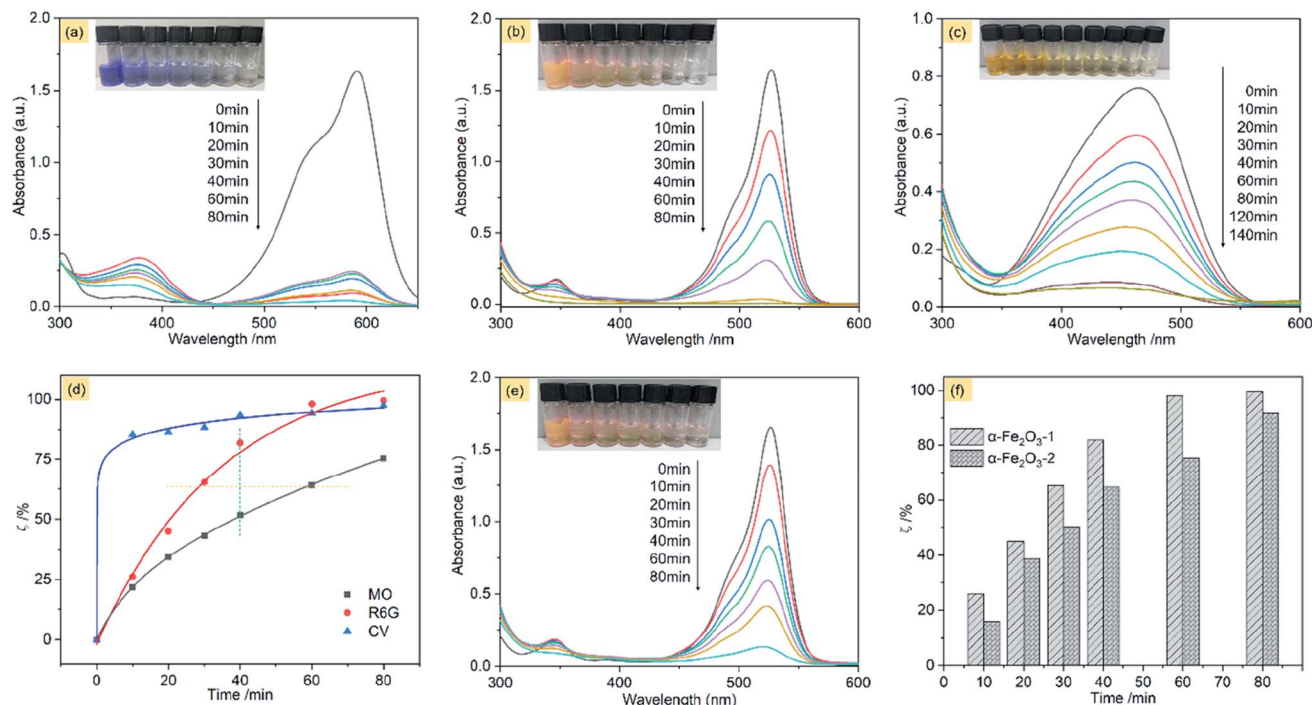 (a)
2.0
1.5
1.0
0.5
0.0
Absorbance (a.u.)
0min
10min
20min
30min
40min
60min
80min
300
400
500
600
Wavelength /nm
(b)
2.0
1.5
1.0
0.5
0.0
Absorbance (a.u.)
0min
10min
20min
30min
40min
60min
80min
300
400
500
600
Wavelength /nm
(c)
1.0
0.8
0.6
0.4
0.2
0.0
Absorbance (a.u.)
0min
10min
20min
30min
40min
60min
80min
120min
140min
300
400
500
600
Wavelength /nm
(d)
100
75
50
25
0
ζ /%
MO
R6G
CV
0
20
40
60
80
Time /min
(e)
2.0
1.5
1.0
0.5
0.0
Absorbance (a.u.)
0min
10min
20min
30min
40min
60min
80min
300
400
500
600
Wavelength (nm)
(f)
100
80
60
40
20
0
ζ /%
α-Fe₂O₃-1
α-Fe₂O₃-2
10 20 30 40 50 60 70 80
Time /min